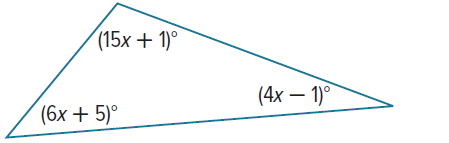 (15x + 1)°
(4x – 1)°
(6x + 5)°